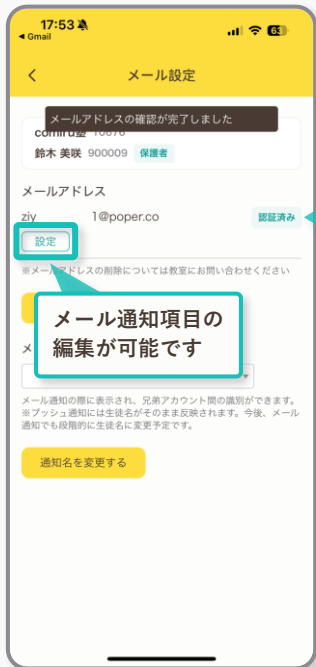 17:53
◀ Gmail
63
メール設定
メールアドレスの確認が完了しました
comiru塾 10676
鈴木 美咲 900009 保護者
メールアドレス
ziy 1@poper.co 認証済み
設定
※メールアドレスの削除については教室にお問い合わせください
メール通知項目の
編集が可能です
メ
メール通知の際に表示され、兄弟アカウント間の識別ができます。
※プッシュ通知には生徒名がそのまま反映されます。今後、メール
通知でも段階的に生徒名に変更予定です。
通知名を変更する